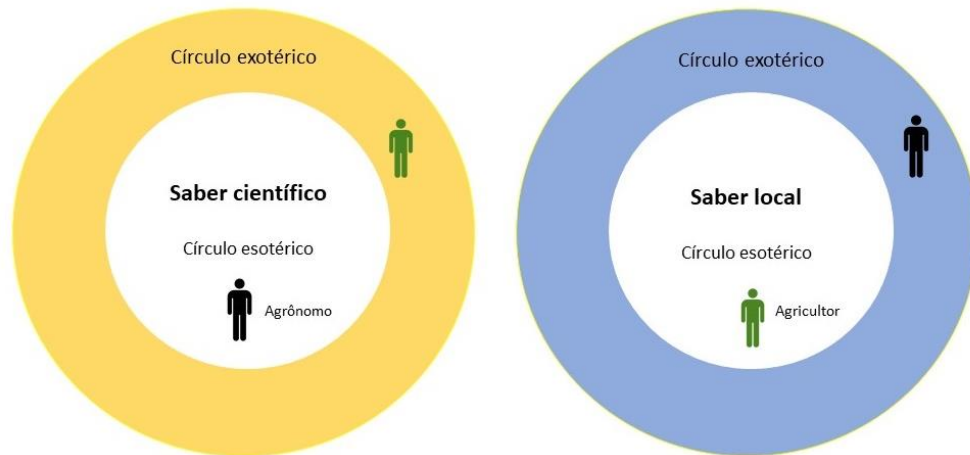 Círculo exotérico
Saber científico
Círculo esotérico
Agrônomo
Círculo exotérico
Saber local
Círculo esotérico
Agricultor